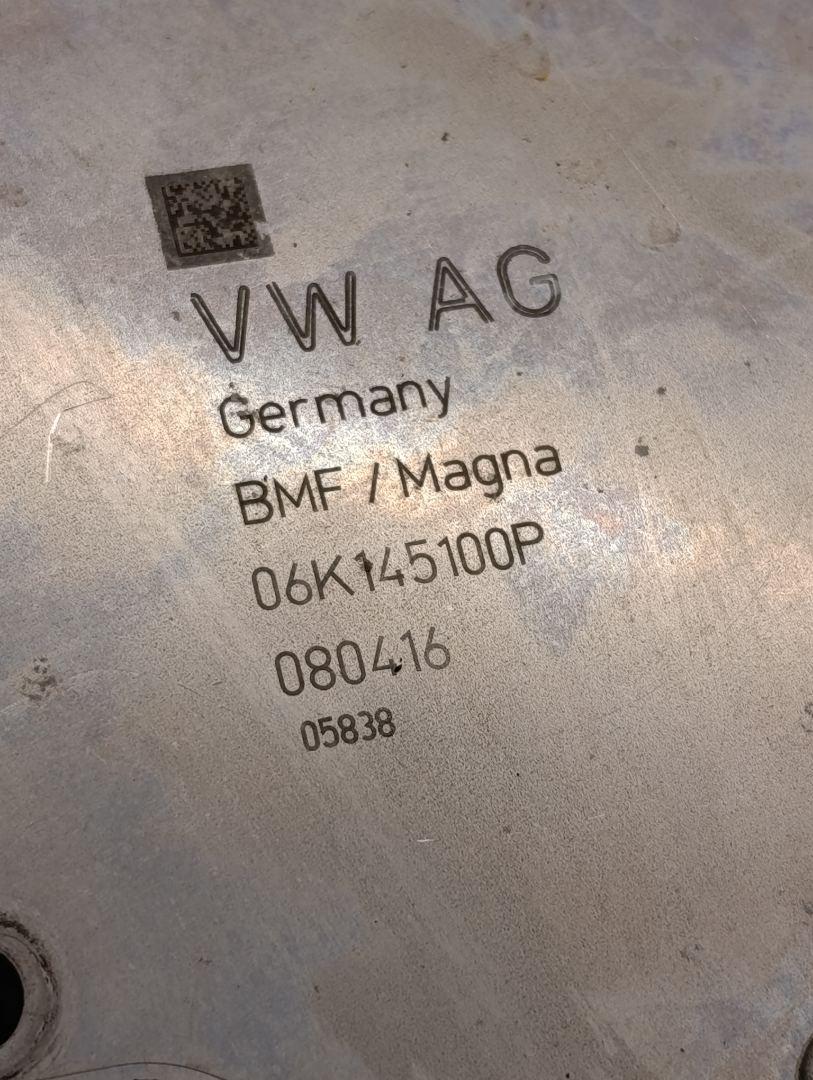 VW AG
Germany
BMF / Magna
06K145100P
080416
05838